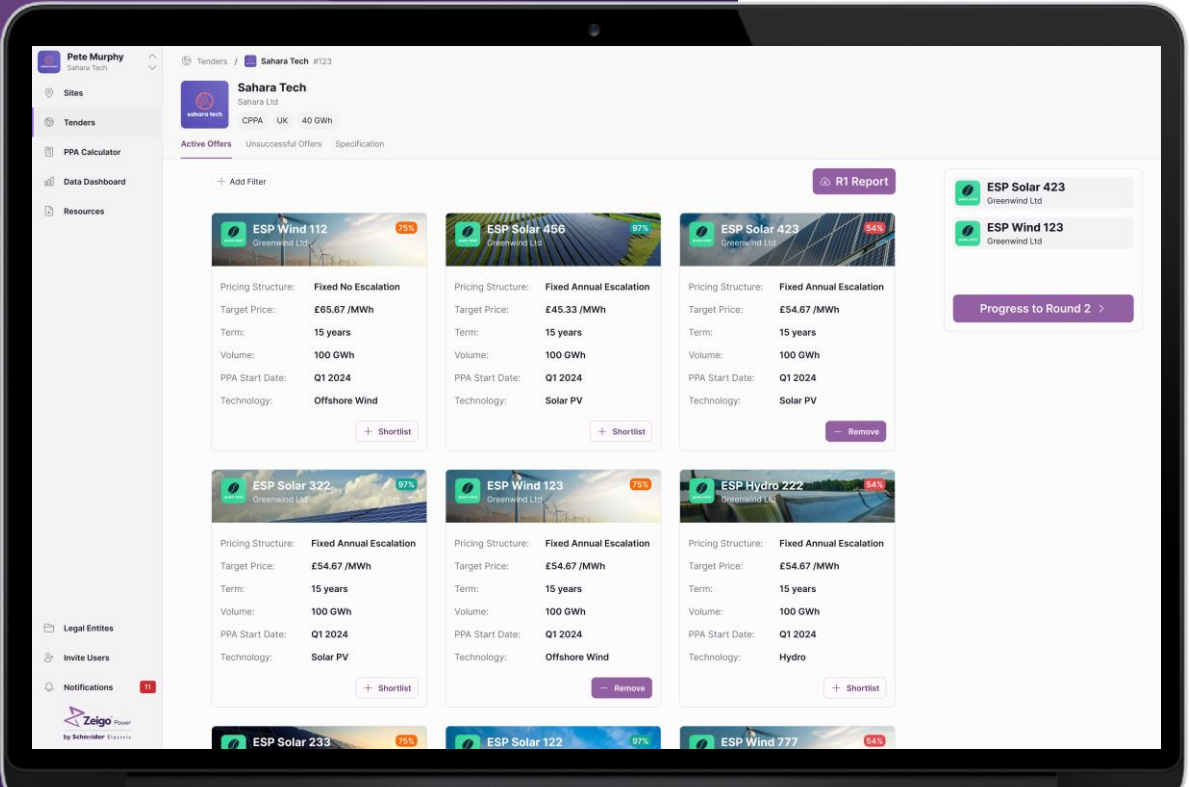 Pete Murphy
Sahara Tech
Sites
Tenders
PPA Calculator
Data Dashboard
Resources
Legal Entites
Invite Users
Notifications 11
Zeigo Power
by Schneider Electric
Tenders / Sahara Tech #123
sahara tech
Sahara Tech
Sahara Ltd
CPPA UK 40 GWh
Active Offers Unsuccessful Offers Specification
+ Add Filter
R1 Report
ESP Wind 112 75%
Greenwind Ltd
Pricing Structure: Fixed No Escalation
Target Price: £65.67 /MWh
Term: 15 years
Volume: 100 GWh
PPA Start Date: Q1 2024
Technology: Offshore Wind
+ Shortlist
ESP Solar 456 97%
Greenwind Ltd
Pricing Structure: Fixed Annual Escalation
Target Price: £45.33 /MWh
Term: 15 years
Volume: 100 GWh
PPA Start Date: Q1 2024
Technology: Solar PV
+ Shortlist
ESP Solar 423 54%
Greenwind Ltd
Pricing Structure: Fixed Annual Escalation
Target Price: £54.67 /MWh
Term: 15 years
Volume: 100 GWh
PPA Start Date: Q1 2024
Technology: Solar PV
− Remove
ESP Solar 322 97%
Greenwind Ltd
Pricing Structure: Fixed Annual Escalation
Target Price: £54.67 /MWh
Term: 15 years
Volume: 100 GWh
PPA Start Date: Q1 2024
Technology: Solar PV
+ Shortlist
ESP Wind 123 75%
Greenwind Ltd
Pricing Structure: Fixed Annual Escalation
Target Price: £54.67 /MWh
Term: 15 years
Volume: 100 GWh
PPA Start Date: Q1 2024
Technology: Offshore Wind
− Remove
ESP Hydro 222 54%
Greenwind Ltd
Pricing Structure: Fixed Annual Escalation
Target Price: £54.67 /MWh
Term: 15 years
Volume: 100 GWh
PPA Start Date: Q1 2024
Technology: Hydro
+ Shortlist
ESP Solar 233 75%
ESP Solar 122 97%
ESP Wind 777 54%
ESP Solar 423
Greenwind Ltd
ESP Wind 123
Greenwind Ltd
Progress to Round 2 >